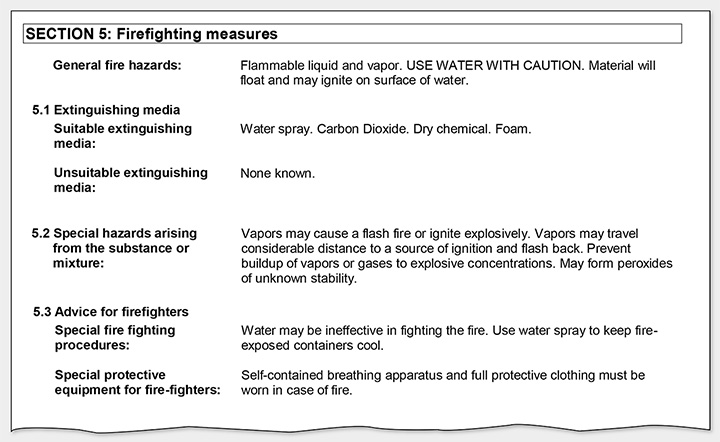 SECTION 5: Firefighting measures
General fire hazards: Flammable liquid and vapor. USE WATER WITH CAUTION. Material will
float and may ignite on surface of water.
5.1 Extinguishing media
Suitable extinguishing Water spray. Carbon Dioxide. Dry chemical. Foam.
media:
Unsuitable extinguishing None known.
media:
5.2 Special hazards arising Vapors may cause a flash fire or ignite explosively. Vapors may travel
from the substance or considerable distance to a source of ignition and flash back. Prevent
mixture: buildup of vapors or gases to explosive concentrations. May form peroxides
of unknown stability.
5.3 Advice for firefighters
Special fire fighting Water may be ineffective in fighting the fire. Use water spray to keep fire-
procedures: exposed containers cool.
Special protective Self-contained breathing apparatus and full protective clothing must be
equipment for fire-fighters: worn in case of fire.